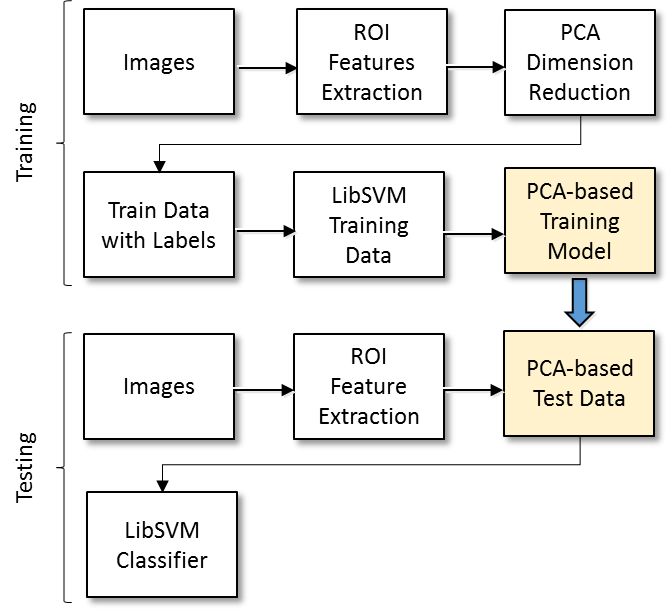 Training
Images
ROI
Features
Extraction
PCA
Dimension
Reduction
Train Data
with Labels
LibSVM
Training
Data
PCA-based
Training
Model
Testing
Images
ROI
Feature
Extraction
PCA-based
Test Data
LibSVM
Classifier